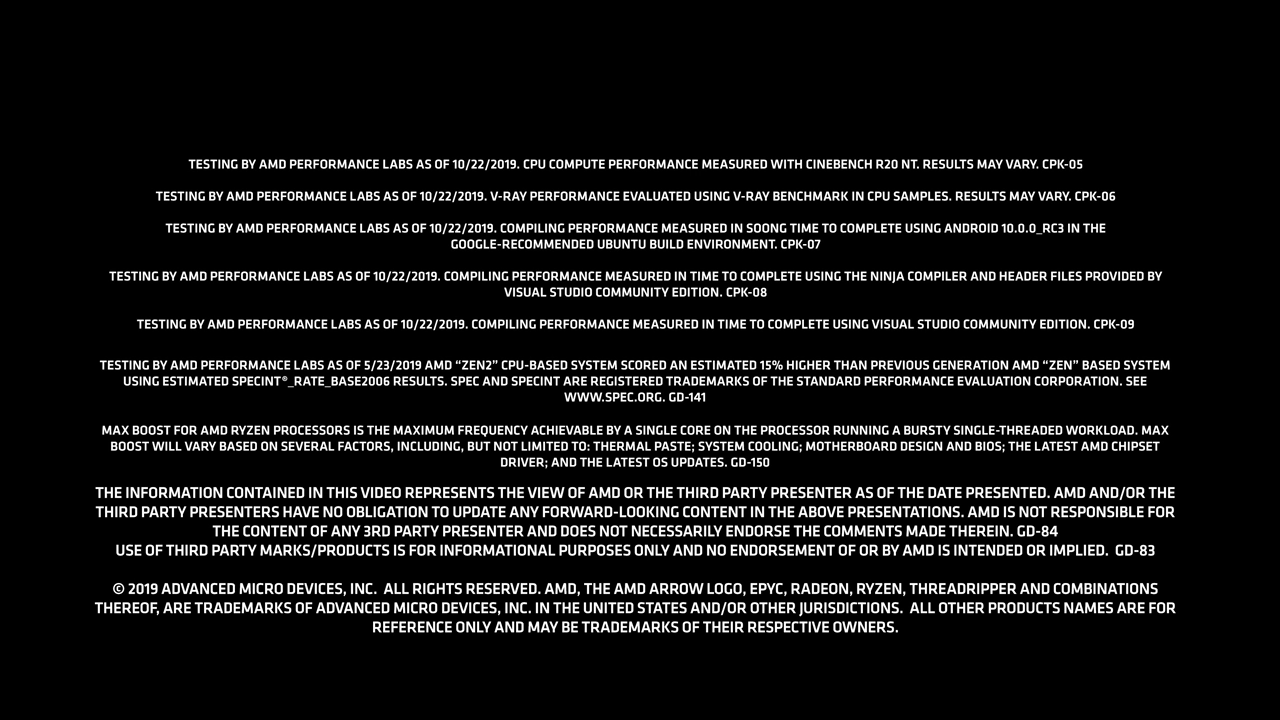 TESTING BY AMD PERFORMANCE LABS AS OF 10/22/2019. CPU COMPUTE PERFORMANCE MEASURED WITH CINEBENCH R20 NT. RESULTS MAY VARY. CPK-05
TESTING BY AMD PERFORMANCE LABS AS OF 10/22/2019. V-RAY PERFORMANCE EVALUATED USING V-RAY BENCHMARK IN CPU SAMPLES. RESULTS MAY VARY. CPK-06
TESTING BY AMD PERFORMANCE LABS AS OF 10/22/2019. COMPILING PERFORMANCE MEASURED IN SOONG TIME TO COMPLETE USING ANDROID 10.0.0_RC3 IN THE
GOOGLE-RECOMMENDED UBUNTU BUILD ENVIRONMENT. CPK-07
TESTING BY AMD PERFORMANCE LABS AS OF 10/22/2019. COMPILING PERFORMANCE MEASURED IN TIME TO COMPLETE USING THE NINJA COMPILER AND HEADER FILES PROVIDED BY
VISUAL STUDIO COMMUNITY EDITION. CPK-08
TESTING BY AMD PERFORMANCE LABS AS OF 10/22/2019. COMPILING PERFORMANCE MEASURED IN TIME TO COMPLETE USING VISUAL STUDIO COMMUNITY EDITION. CPK-09
TESTING BY AMD PERFORMANCE LABS AS OF 5/23/2019 AMD “ZEN2” CPU-BASED SYSTEM SCORED AN ESTIMATED 15% HIGHER THAN PREVIOUS GENERATION AMD “ZEN” BASED SYSTEM
USING ESTIMATED SPECINT®_RATE_BASE2006 RESULTS. SPEC AND SPECINT ARE REGISTERED TRADEMARKS OF THE STANDARD PERFORMANCE EVALUATION CORPORATION. SEE
WWW.SPEC.ORG. GD-141
MAX BOOST FOR AMD RYZEN PROCESSORS IS THE MAXIMUM FREQUENCY ACHIEVABLE BY A SINGLE CORE ON THE PROCESSOR RUNNING A BURSTY SINGLE-THREADED WORKLOAD. MAX
BOOST WILL VARY BASED ON SEVERAL FACTORS, INCLUDING, BUT NOT LIMITED TO: THERMAL PASTE; SYSTEM COOLING; MOTHERBOARD DESIGN AND BIOS; THE LATEST AMD CHIPSET
DRIVER; AND THE LATEST OS UPDATES. GD-150
THE INFORMATION CONTAINED IN THIS VIDEO REPRESENTS THE VIEW OF AMD OR THE THIRD PARTY PRESENTER AS OF THE DATE PRESENTED. AMD AND/OR THE
THIRD PARTY PRESENTERS HAVE NO OBLIGATION TO UPDATE ANY FORWARD-LOOKING CONTENT IN THE ABOVE PRESENTATIONS. AMD IS NOT RESPONSIBLE FOR
THE CONTENT OF ANY 3RD PARTY PRESENTER AND DOES NOT NECESSARILY ENDORSE THE COMMENTS MADE THEREIN. GD-84
USE OF THIRD PARTY MARKS/PRODUCTS IS FOR INFORMATIONAL PURPOSES ONLY AND NO ENDORSEMENT OF OR BY AMD IS INTENDED OR IMPLIED. GD-83
© 2019 ADVANCED MICRO DEVICES, INC. ALL RIGHTS RESERVED. AMD, THE AMD ARROW LOGO, EPYC, RADEON, RYZEN, THREADRIPPER AND COMBINATIONS
THEREOF, ARE TRADEMARKS OF ADVANCED MICRO DEVICES, INC. IN THE UNITED STATES AND/OR OTHER JURISDICTIONS. ALL OTHER PRODUCTS NAMES ARE FOR
REFERENCE ONLY AND MAY BE TRADEMARKS OF THEIR RESPECTIVE OWNERS.